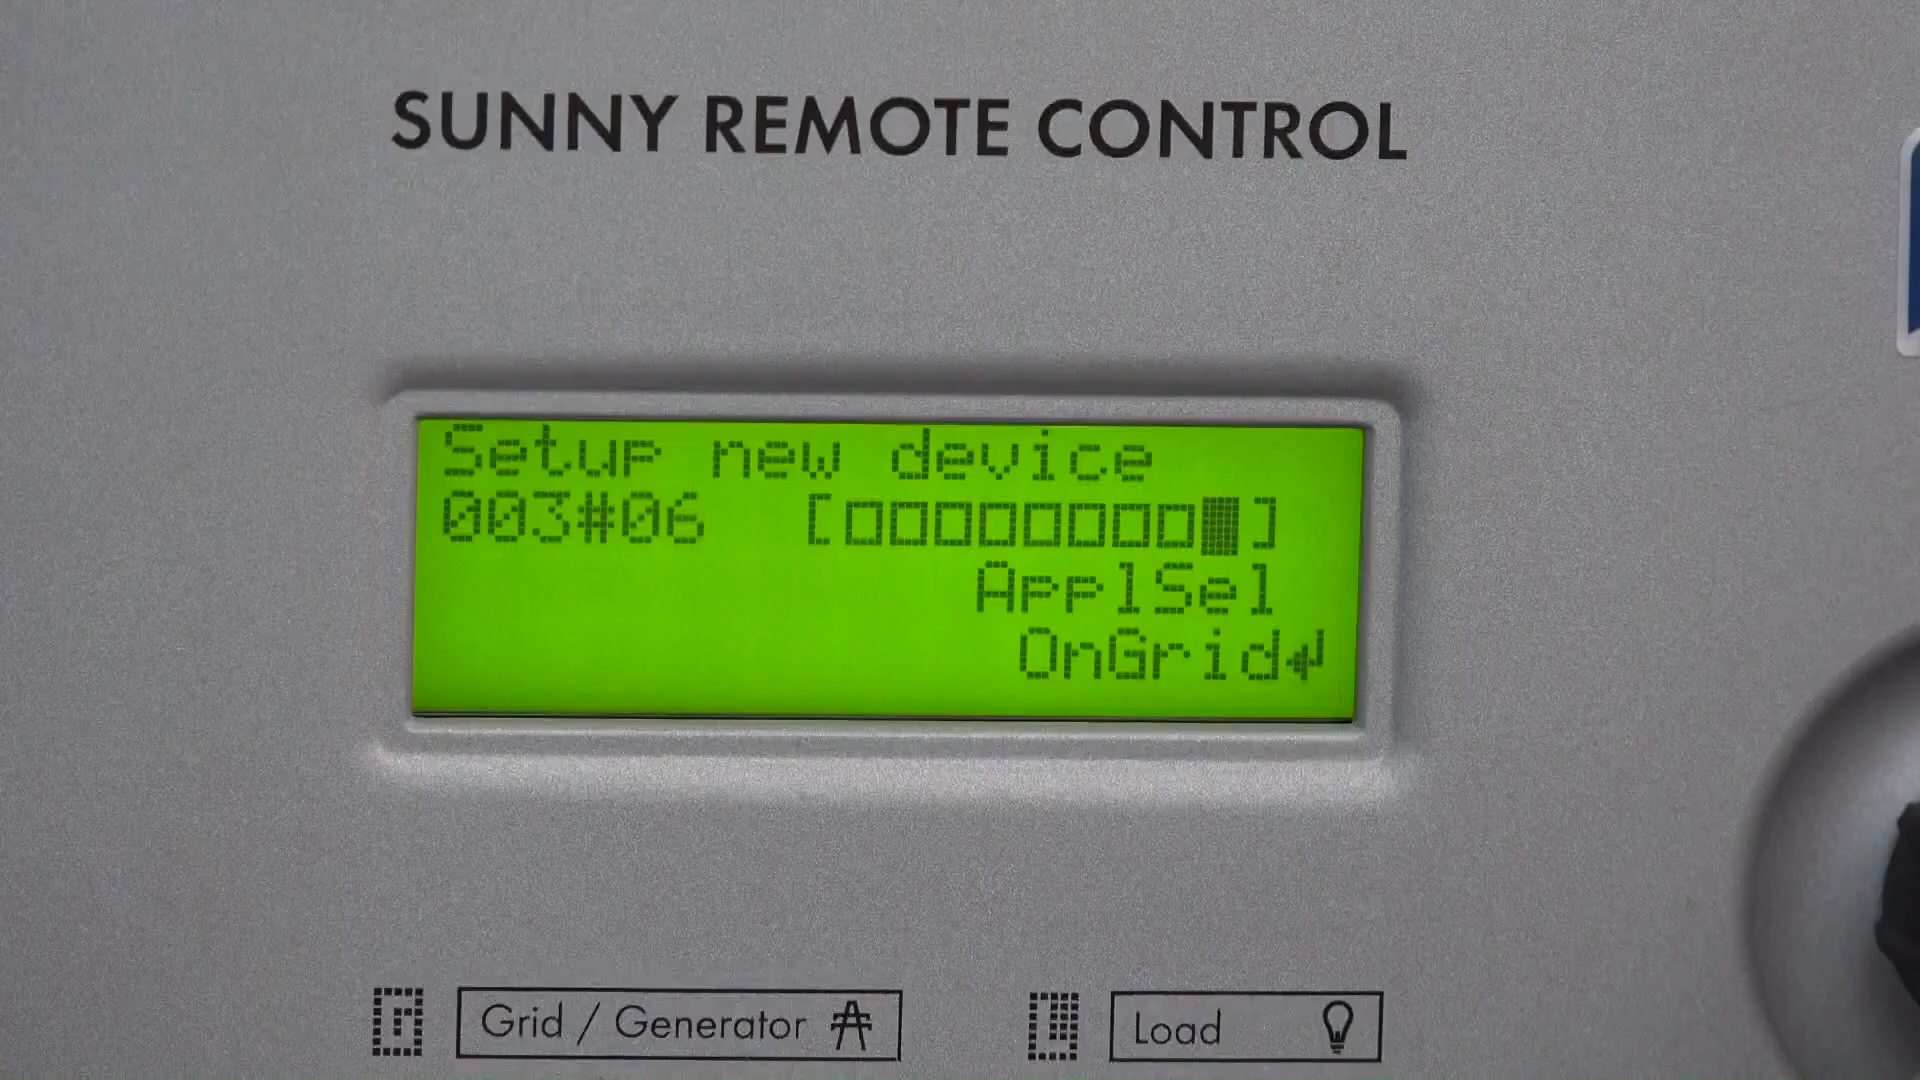 SUNNY REMOTE CONTROL
Setup new device
003#06 [□□□□□□□□■]
ApplSel
OnGrid↵
Grid / Generator
Load